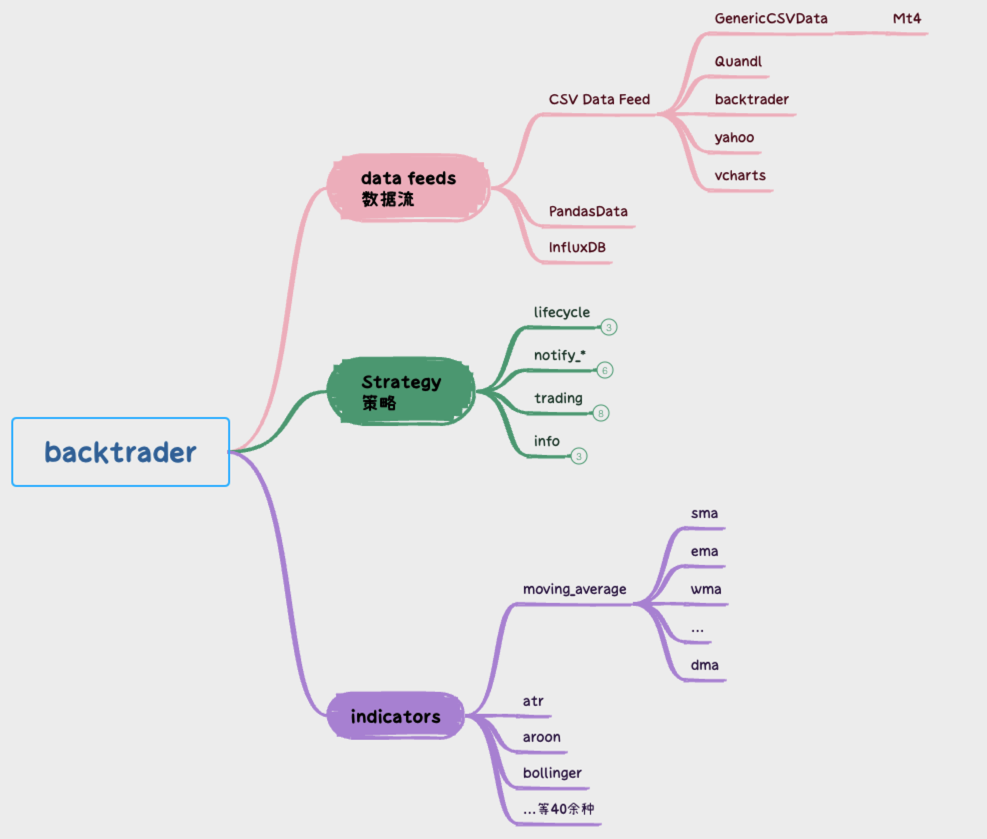 backtrader
data feeds
数据流
CSV Data Feed
GenericCSVData
Mt4
Quandl
backtrader
yahoo
vcharts
PandasData
InfluxDB
Strategy
策略
lifecycle
3
notify_*
6
trading
8
info
3
indicators
moving_average
sma
ema
wma
...
dma
atr
aroon
bollinger
...等40余种